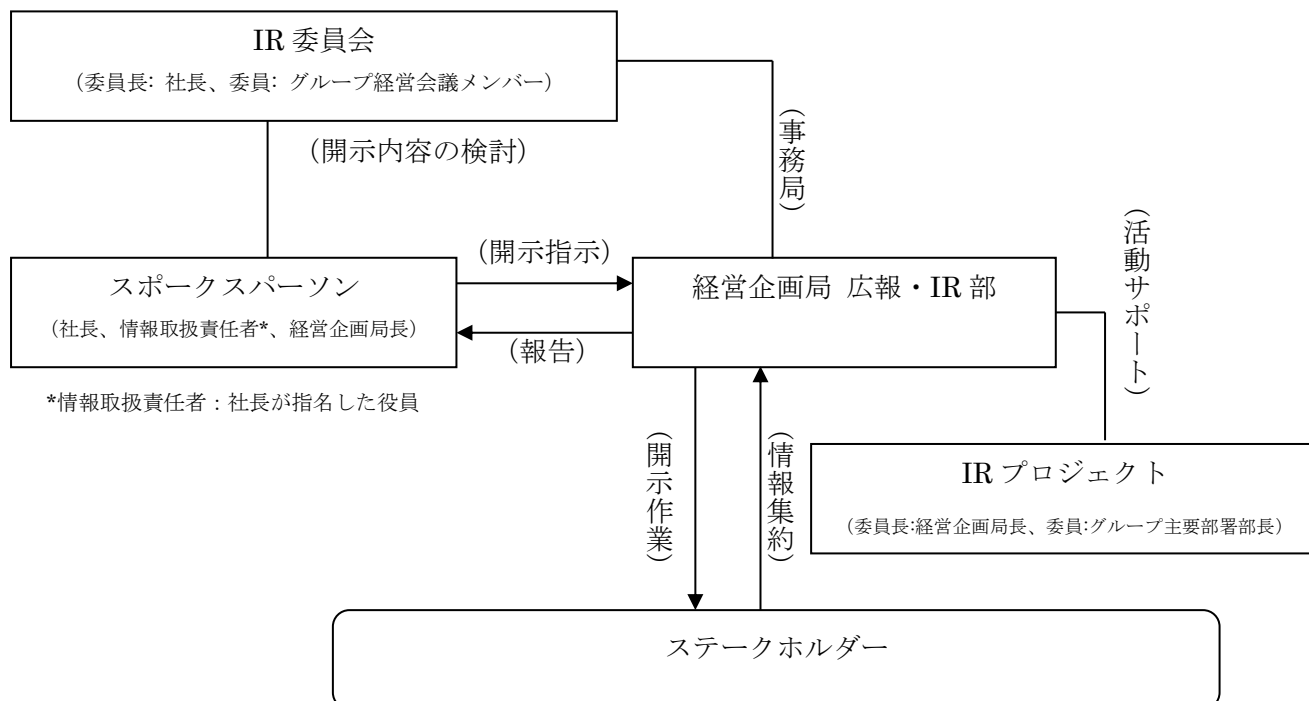 IR 委員会
(委員長: 社長、委員: グループ経営会議メンバー)
(開示内容の検討)
(事務局)
(活動サポート)
(開示指示)
スポークスパーソン
(社長、情報取扱責任者*、経営企画局長)
経営企画局 広報・IR 部
(報告)
*情報取扱責任者：社長が指名した役員
(開示作業)
(情報集約)
IR プロジェクト
(委員長:経営企画局長、委員:グループ主要部署部長)
ステークホルダー